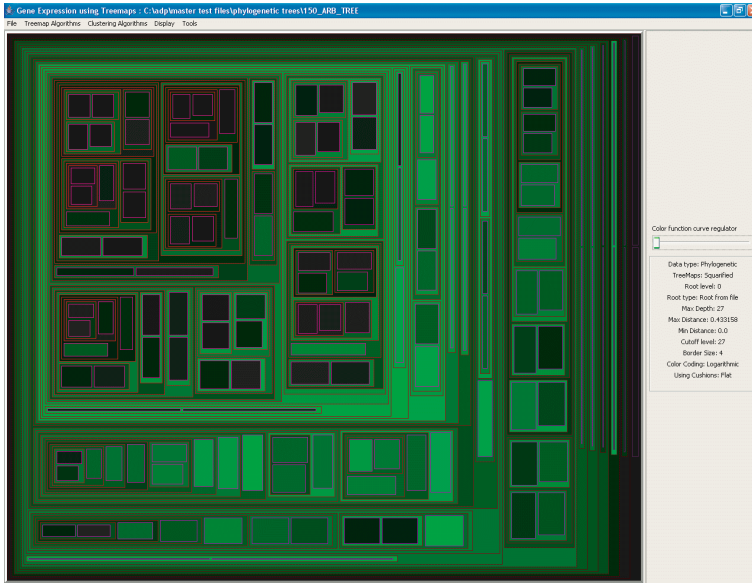 Gene Expression using Treemaps : C:\adp\master test files\phylogenetic trees\150_ARB_TREE
File Treemap Algorithms Clustering Algorithms Display Tools
Color function curve regulator
Data type: Phylogenetic
TreeMaps: Squarified
Root level: 0
Root type: Root from file
Max Depth: 27
Max Distance: 0.433158
Min Distance: 0.0
Cutoff level: 27
Border Size: 4
Color Coding: Logarithmic
Using Cushions: Flat